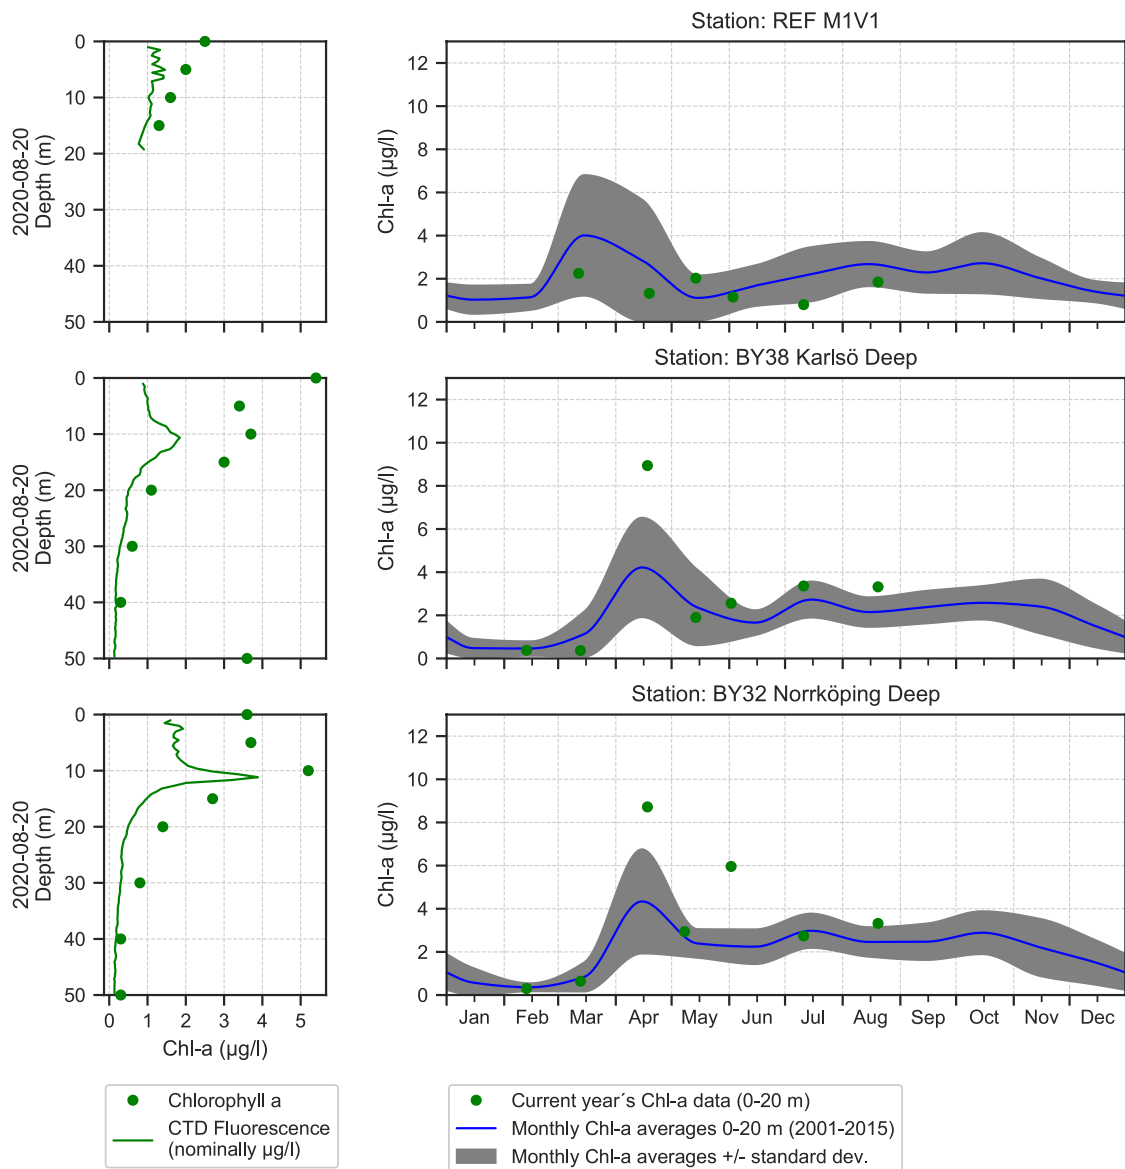 Station: REF M1V1
0
10
20
30
40
50
2020-08-20
Depth (m)
12
10
8
6
4
2
0
Chl-a (µg/l)
Station: BY38 Karlsö Deep
0
10
20
30
40
50
2020-08-20
Depth (m)
12
10
8
6
4
2
0
Chl-a (µg/l)
Station: BY32 Norrköping Deep
0
10
20
30
40
50
2020-08-20
Depth (m)
0 1 2 3 4 5
Chl-a (µg/l)
12
10
8
6
4
2
0
Chl-a (µg/l)
Jan Feb Mar Apr May Jun Jul Aug Sep Oct Nov Dec
Chlorophyll a
CTD Fluorescence
(nominally µg/l)
Current year´s Chl-a data (0-20 m)
Monthly Chl-a averages 0-20 m (2001-2015)
Monthly Chl-a averages +/- standard dev.